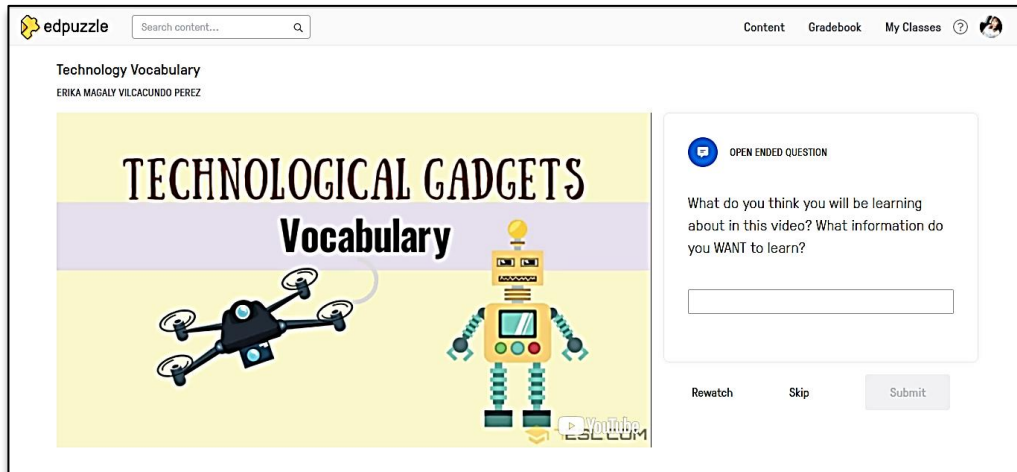 edpuzzle
Search content...
Content
Gradebook
My Classes
?
Technology Vocabulary
ERIKA MAGALY VILCACUNDO PEREZ
TECHNOLOGICAL GADGETS
Vocabulary
YouTube
OPEN ENDED QUESTION
What do you think you will be learning
about in this video? What information do
you WANT to learn?
Rewatch
Skip
Submit